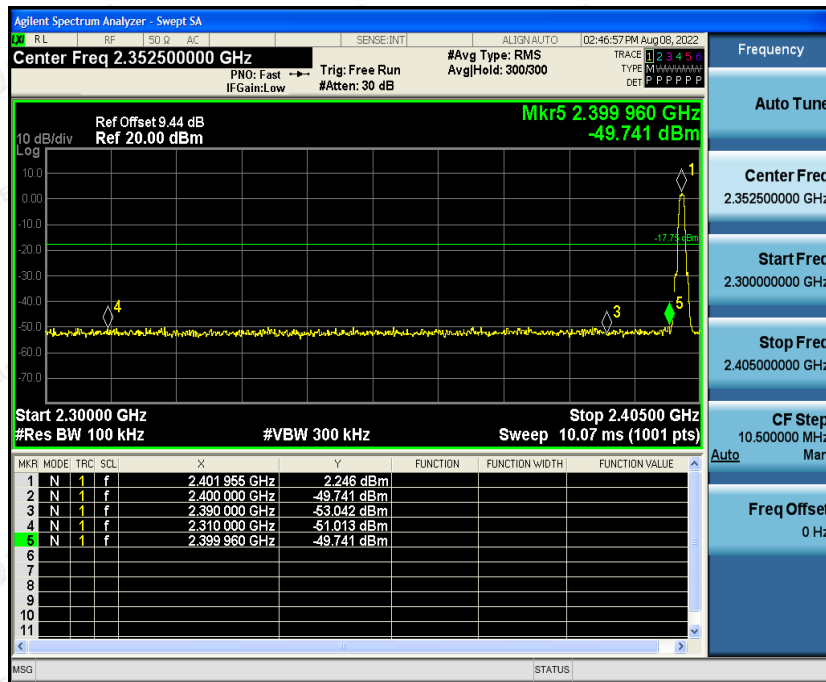 Agilent Spectrum Analyzer - Swept SA
LXI RL RF 50 Ω AC SENSE:INT ALIGN AUTO 02:46:57 PM Aug 08, 2022
Center Freq 2.352500000 GHz
PNO: Fast
IFGain:Low
Trig: Free Run
#Atten: 30 dB
#Avg Type: RMS
Avg|Hold: 300/300
TRACE 1 2 3 4 5 6
TYPE M W W W W W
DET P P P P P P
Ref Offset 9.44 dB
10 dB/div Ref 20.00 dBm
Log
Mkr5 2.399 960 GHz
-49.741 dBm
10.0
0.00
-10.0
-20.0
-30.0
-40.0
-50.0
-60.0
-70.0
1
-17.75 dBm
4
3
5
Start 2.30000 GHz Stop 2.40500 GHz
#Res BW 100 kHz #VBW 300 kHz Sweep 10.07 ms (1001 pts)
MKR MODE TRC SCL X Y FUNCTION FUNCTION WIDTH FUNCTION VALUE
1 N 1 f 2.401 955 GHz 2.246 dBm
2 N 1 f 2.400 000 GHz -49.741 dBm
3 N 1 f 2.390 000 GHz -53.042 dBm
4 N 1 f 2.310 000 GHz -51.013 dBm
5 N 1 f 2.399 960 GHz -49.741 dBm
6
7
8
9
10
11
MSG STATUS
Frequency
Auto Tune
Center Freq
2.352500000 GHz
Start Freq
2.300000000 GHz
Stop Freq
2.405000000 GHz
CF Step
10.500000 MHz
Auto Man
Freq Offset
0 Hz